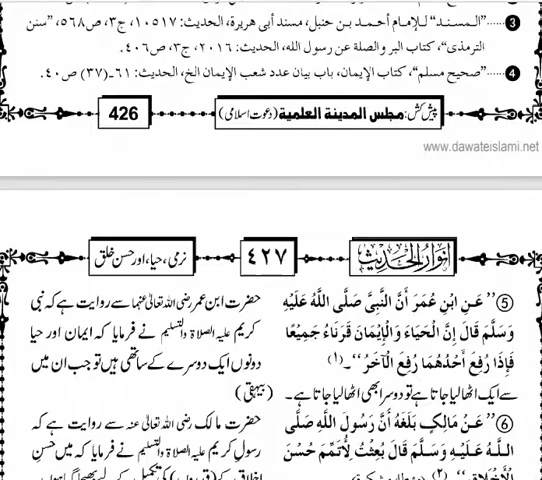 ③……"المسند" للإمام أحمد بن حنبل، مسند أبي هريرة، الحديث: ١٠٥١٧، ج٣، ص٥٦٨، "سنن
الترمذي"، كتاب البر والصلة عن رسول الله، الحديث: ٢٠١٦، ج٣، ص٤٠٦.
④……"صحيح مسلم"، كتاب الإيمان، باب بيان عدد شعب الإيمان الخ، الحديث: ٦١-(٣٧) ص٤٠.
پیش کش: مجلس المدينة العلمية (دعوت اسلامی)
426
www.dawateislami.net
انوار الحدیث
٤٢٧
نرمی، حیا، اور حسن خلق
⑤ ''عَنِ ابْنِ عُمَرَ أَنَّ النَّبِيَّ صَلَّى اللَّهُ عَلَيْهِ
وَسَلَّمَ قَالَ إِنَّ الْحَيَاءَ وَالْإِيْمَانَ قُرَنَاءُ جَمِيْعًا
فَإِذَا رُفِعَ أَحَدُهُمَا رُفِعَ الْآخَرُ''۔(١)
حضرت ابن عمر رضی اللہ تعالیٰ عنہما سے روایت ہے کہ نبی
کریم علیہ الصلاۃ والتسلیم نے فرمایا کہ ایمان اور حیا
دونوں ایک دوسرے کے ساتھی ہیں تو جب ان میں
سے ایک اٹھا لیا جاتا ہے تو دوسرا بھی اٹھا لیا جاتا ہے۔ (بیہقی)
⑥ ''عَنْ مَالِكٍ بَلَغَهُ أَنَّ رَسُولَ اللَّهِ صَلَّى
اللَّهُ عَلَيْهِ وَسَلَّمَ قَالَ بُعِثْتُ لِأُتَمِّمَ حُسْنَ
حضرت مالک رضی اللہ تعالیٰ عنہ سے روایت ہے کہ
رسول کریم علیہ الصلاۃ والتسلیم نے فرمایا کہ میں حسن